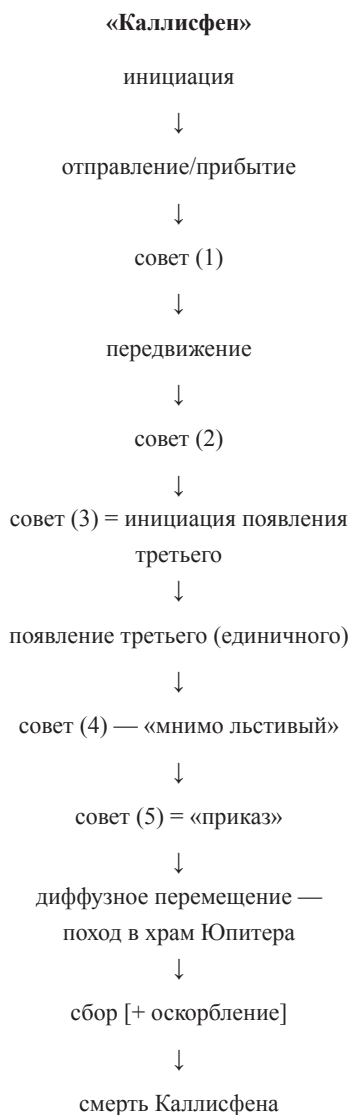 «Каллисфен»
инициация
↓
отправление/прибытие
↓
совет (1)
↓
передвижение
↓
совет (2)
↓
совет (3) = инициация появления
третьего
↓
появление третьего (единичного)
↓
совет (4) — «мнимо льстивый»
↓
совет (5) = «приказ»
↓
диффузное перемещение —
поход в храм Юпитера
↓
сбор [+ оскорбление]
↓
смерть Каллисфена